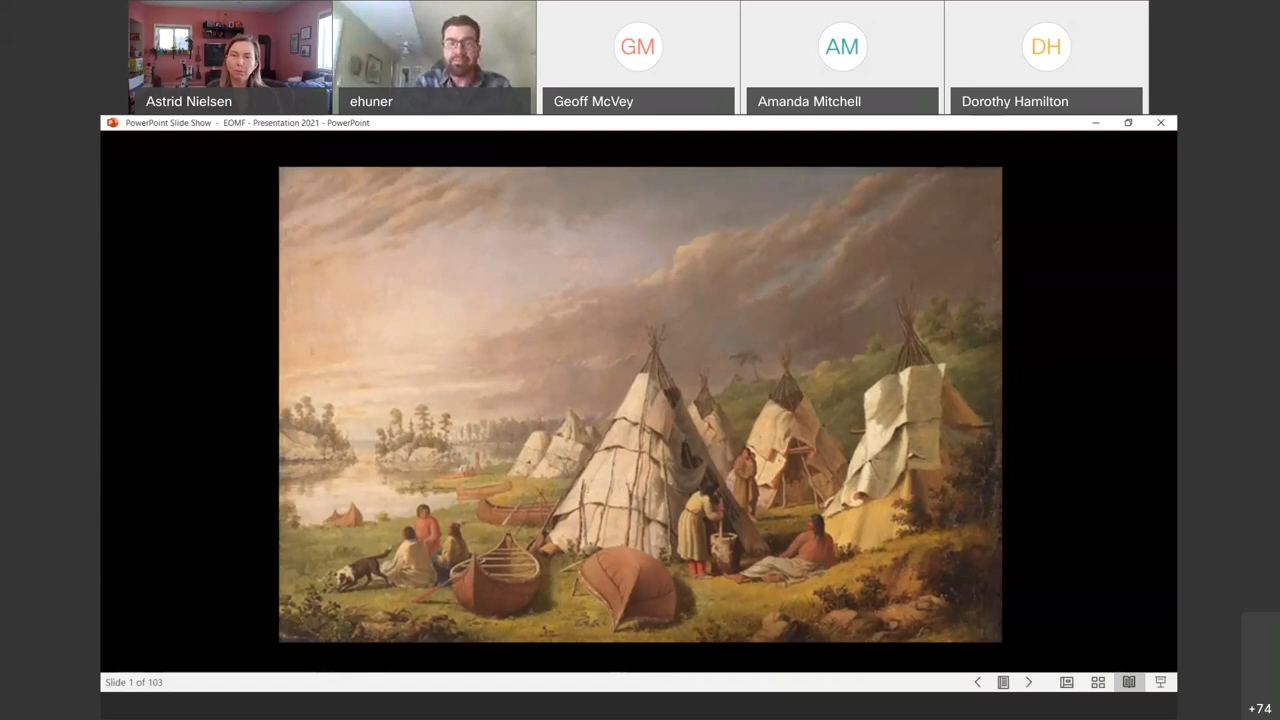 GM
AM
DH
Astrid Nielsen
ehuner
Geoff McVey
Amanda Mitchell
Dorothy Hamilton
PowerPoint Slide Show - EOMF - Presentation 2021 - PowerPoint
Slide 1 of 103
+74